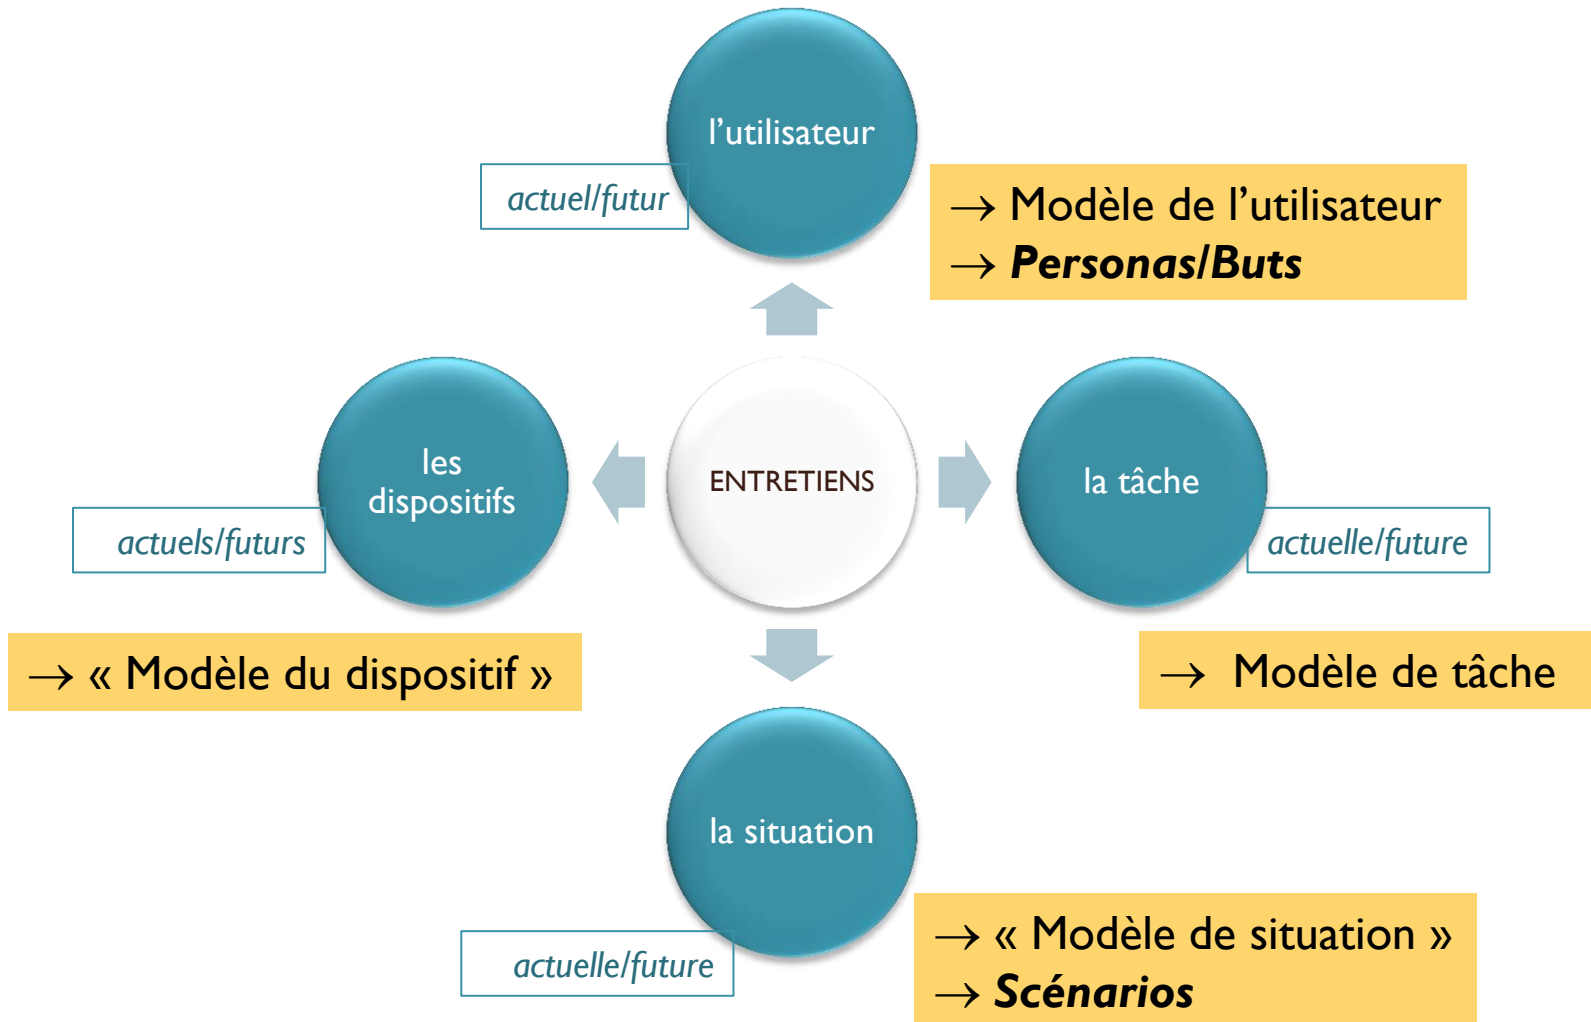 l’utilisateur
actuel/futur
→ Modèle de l’utilisateur
→ Personas/Buts
les
dispositifs
actuels/futurs
→ « Modèle du dispositif »
ENTRETIENS
la tâche
actuelle/future
→ Modèle de tâche
la situation
actuelle/future
→ « Modèle de situation »
→ Scénarios